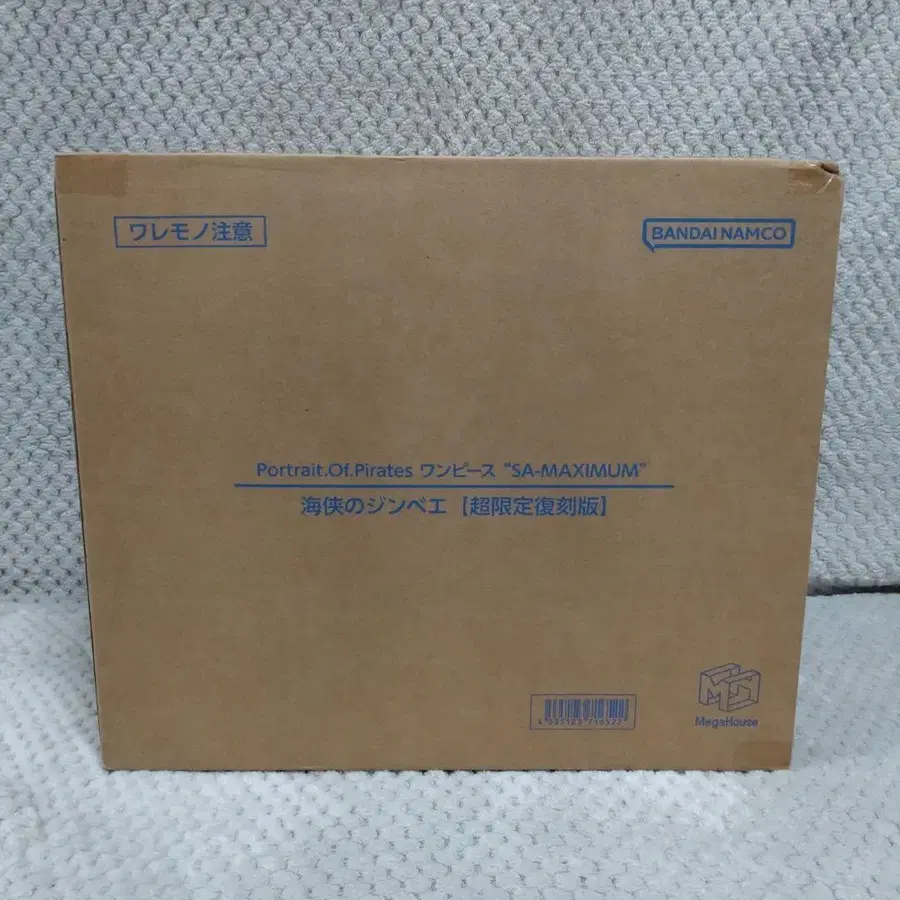 ワレモノ注意
BANDAI NAMCO
Portrait.Of.Pirates ワンピース “SA-MAXIMUM”
海侠のジンベエ【超限定復刻版】
MegaHouse